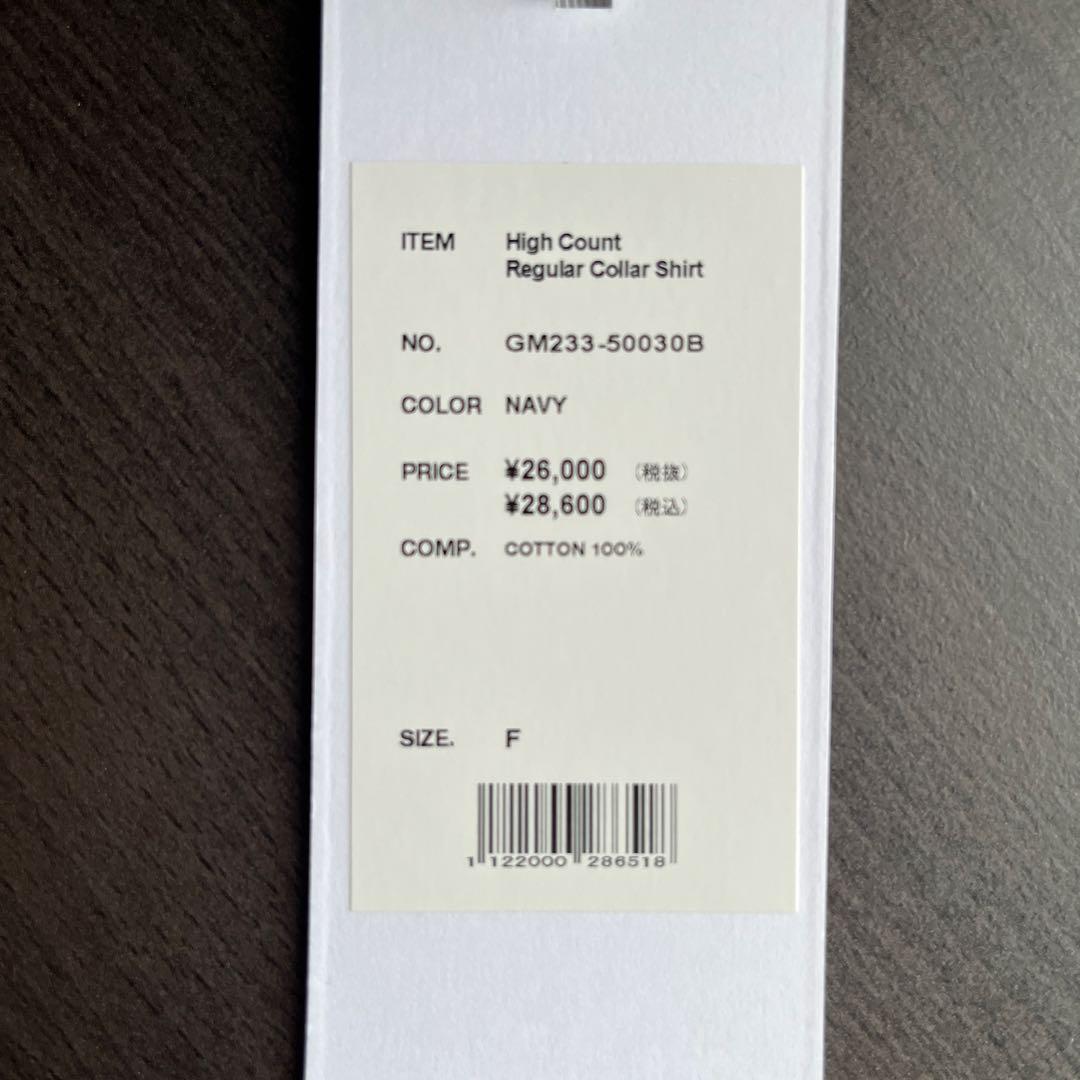 ITEM High Count
Regular Collar Shirt
NO. GM233-50030B
COLOR NAVY
PRICE ¥26,000 (税抜)
¥28,600 (税込)
COMP. COTTON 100%
SIZE. F
1 122000 286518